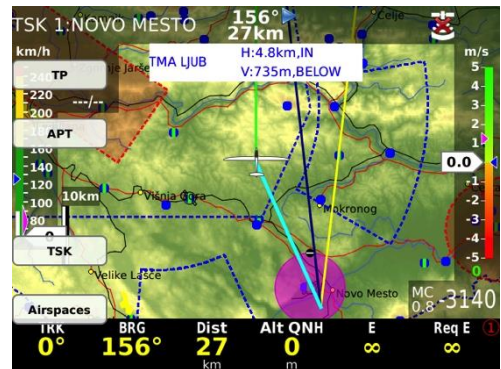 TSK 1:NOVO MESTO
156°
27km
Celje
km/h
TMA LJUB
H:4.8km,IN
V:735m,BELOW
m/s
TP
---/--
APT
TSK
Airspaces
220
200
180
160
140
120
100
80
10km
Višnja Gora
Mokronog
Velike Lašče
Novo Mesto
5
4
3
2
1
0.0
-1
-2
-3
-4
-5
0
MC
0.8
3140
TRK
BRG
Dist
Alt QNH
E
Req E
1
0°
156°
27
0
∞
∞
km
m